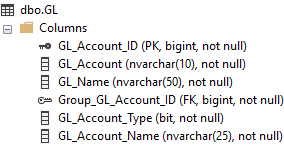 dbo.GL
Columns
GL_Account_ID (PK, bigint, not null)
GL_Account (nvarchar(10), not null)
GL_Name (nvarchar(50), not null)
Group_GL_Account_ID (FK, bigint, not null)
GL_Account_Type (bit, not null)
GL_Account_Name (nvarchar(25), not null)